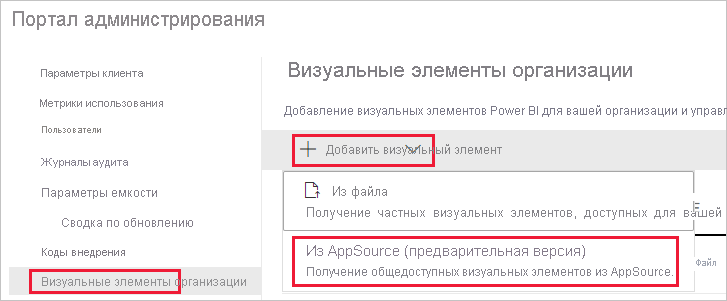 Портал администрирования
Параметры клиента
Метрики использования
Пользователи
Журналы аудита
Параметры емкости
Сводка по обновлению
Коды внедрения
Визуальные элементы организации
Визуальные элементы организации
Добавление визуальных элементов Power BI для вашей организации и управл
Добавить визуальный элемент
Из файла
Получение частных визуальных элементов, доступных для вашей
Из AppSource (предварительная версия)
Получение общедоступных визуальных элементов из AppSource.
Файл